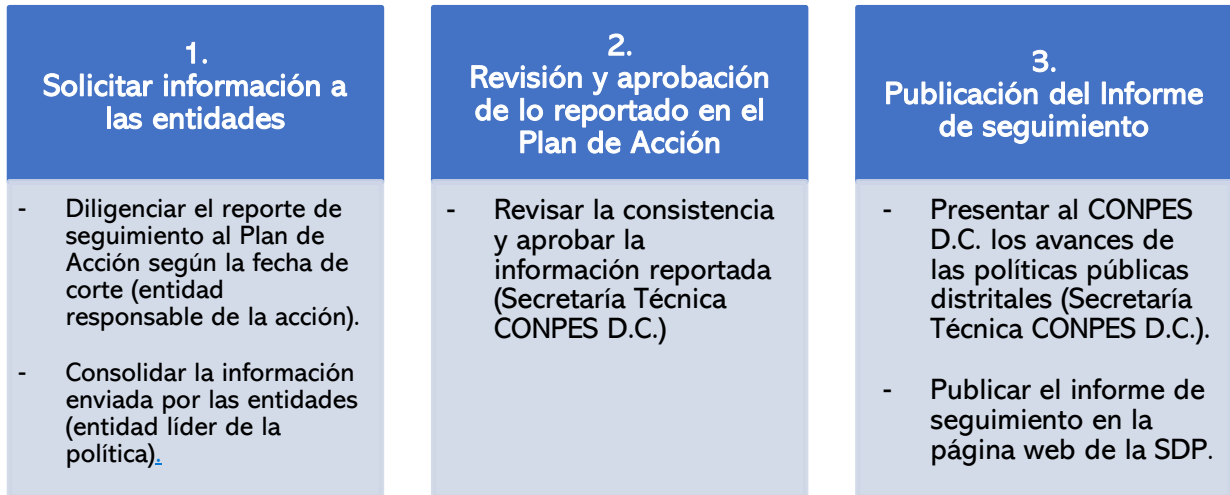 1.
Solicitar información a
las entidades
- Diligenciar el reporte de
seguimiento al Plan de
Acción según la fecha de
corte (entidad
responsable de la acción).
- Consolidar la información
enviada por las entidades
(entidad líder de la
política).
2.
Revisión y aprobación
de lo reportado en el
Plan de Acción
- Revisar la consistencia
y aprobar la
información reportada
(Secretaría Técnica
CONPES D.C.)
3.
Publicación del Informe
de seguimiento
- Presentar al CONPES
D.C. los avances de
las políticas públicas
distritales (Secretaría
Técnica CONPES D.C.).
- Publicar el informe de
seguimiento en la
página web de la SDP.